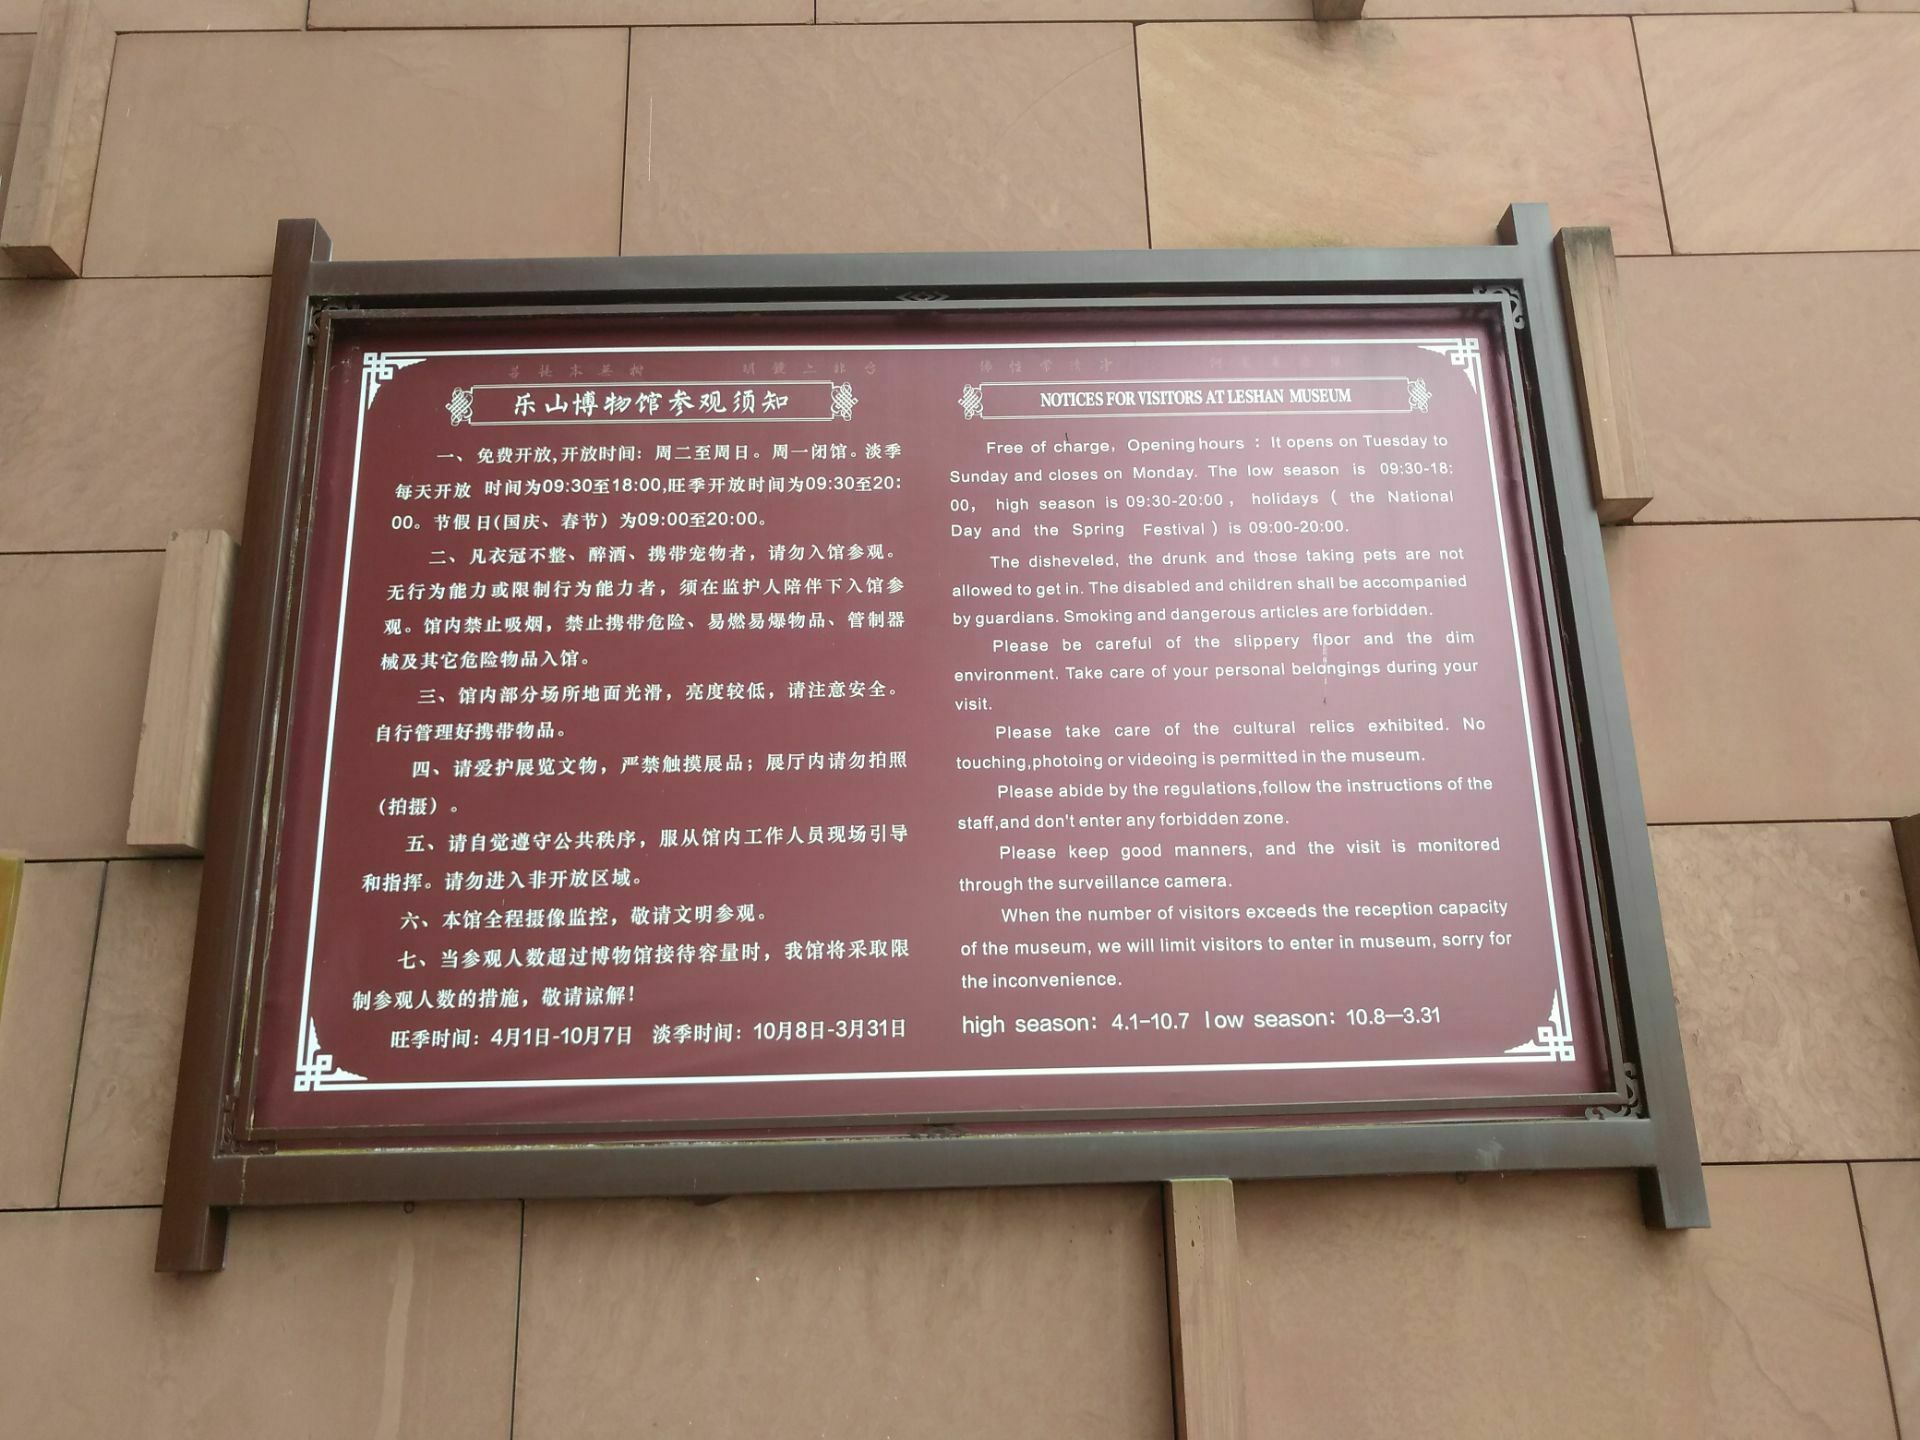 乐山博物馆参观须知
一、免费开放,开放时间：周二至周日。周一闭馆。淡季
每天开放 时间为09:30至18:00,旺季开放时间为09:30至20:
00。节假日(国庆、春节）为09:00至20:00。
二、凡衣冠不整、醉酒、携带宠物者，请勿入馆参观。
无行为能力或限制行为能力者，须在监护人陪伴下入馆参
观。馆内禁止吸烟，禁止携带危险、易燃易爆物品、管制器
械及其它危险物品入馆。
三、馆内部分场所地面光滑，亮度较低，请注意安全。
自行管理好携带物品。
四、请爱护展览文物，严禁触摸展品；展厅内请勿拍照
（拍摄）。
五、请自觉遵守公共秩序，服从馆内工作人员现场引导
和指挥。请勿进入非开放区域。
六、本馆全程摄像监控，敬请文明参观。
七、当参观人数超过博物馆接待容量时，我馆将采取限
制参观人数的措施，敬请谅解！
旺季时间：4月1日-10月7日 淡季时间：10月8日-3月31日
NOTICES FOR VISITORS AT LESHAN MUSEUM
Free of charge, Opening hours : It opens on Tuesday to
Sunday and closes on Monday. The low season is 09:30-18:
00, high season is 09:30-20:00 , holidays ( the National
Day and the Spring Festival ) is 09:00-20:00.
The disheveled, the drunk and those taking pets are not
allowed to get in. The disabled and children shall be accompanied
by guardians. Smoking and dangerous articles are forbidden.
Please be careful of the slippery floor and the dim
environment. Take care of your personal belongings during your
visit.
Please take care of the cultural relics exhibited. No
touching,photoing or videoing is permitted in the museum.
Please abide by the regulations,follow the instructions of the
staff,and don't enter any forbidden zone.
Please keep good manners, and the visit is monitored
through the surveillance camera.
When the number of visitors exceeds the reception capacity
of the museum, we will limit visitors to enter in museum, sorry for
the inconvenience.
high season: 4.1-10.7 low season: 10.8—3.31